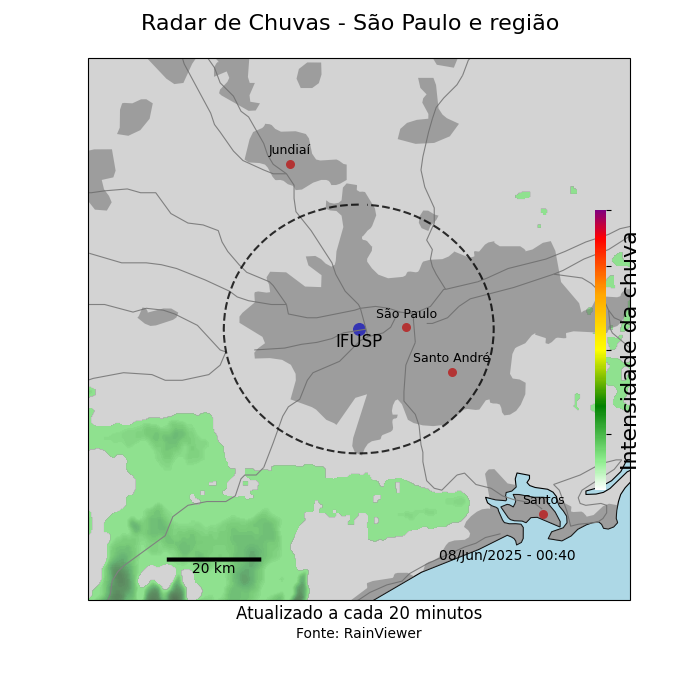 Radar de Chuvas - São Paulo e região
Jundiaí
São Paulo
IFUSP
Santo André
Intensidade da chuva
Santos
08/Jun/2025 - 00:40
20 km
Atualizado a cada 20 minutos
Fonte: RainViewer